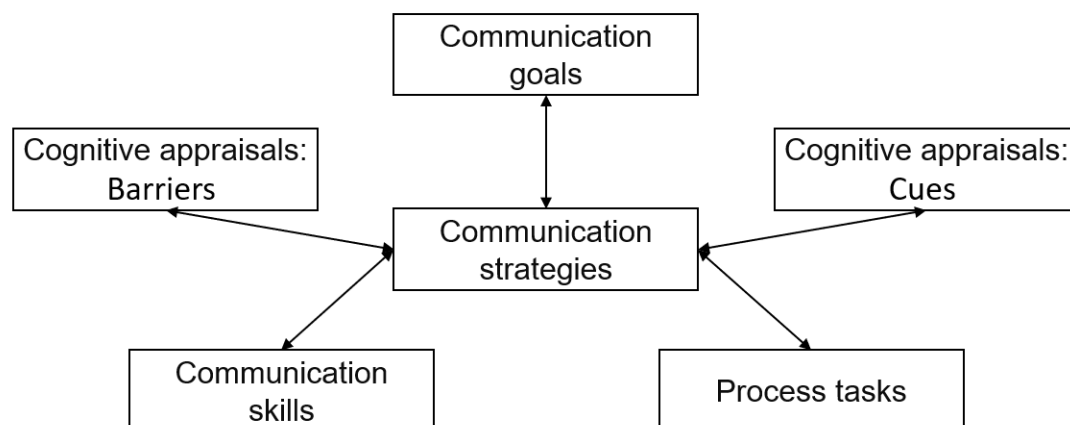 Communication
goals
Cognitive appraisals:
Barriers
Cognitive appraisals:
Cues
Communication
strategies
Communication
skills
Process tasks